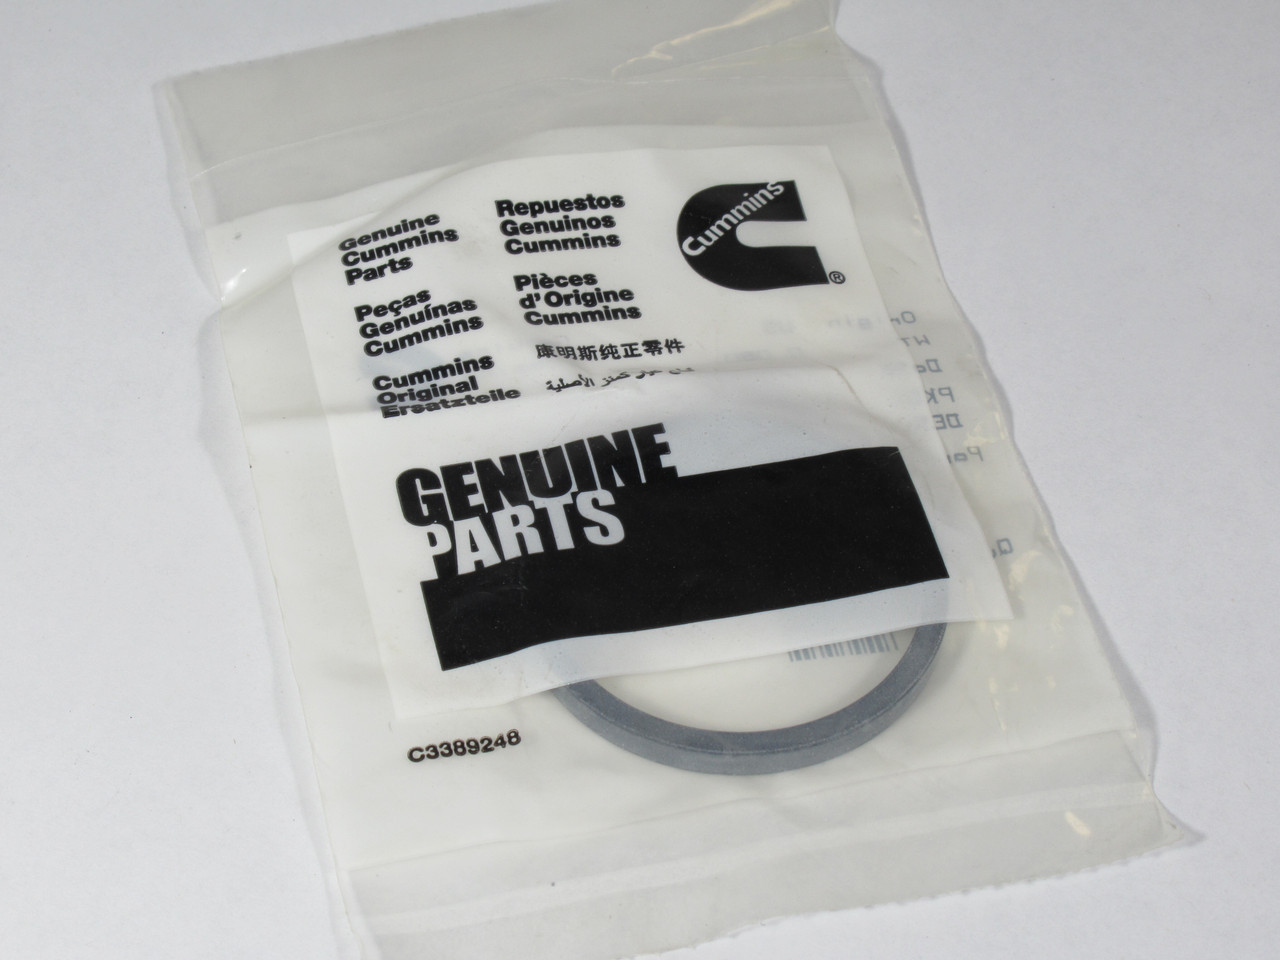 Genuine
Cummins
Parts
Repuestos
Genuinos
Cummins
Cummins
®
Peças
Genuínas
Cummins
Pièces
d'Origine
Cummins
Cummins
Original
Ersatzteile
康明斯纯正零件
الأصلية
GENUINE
PARTS
C3389248